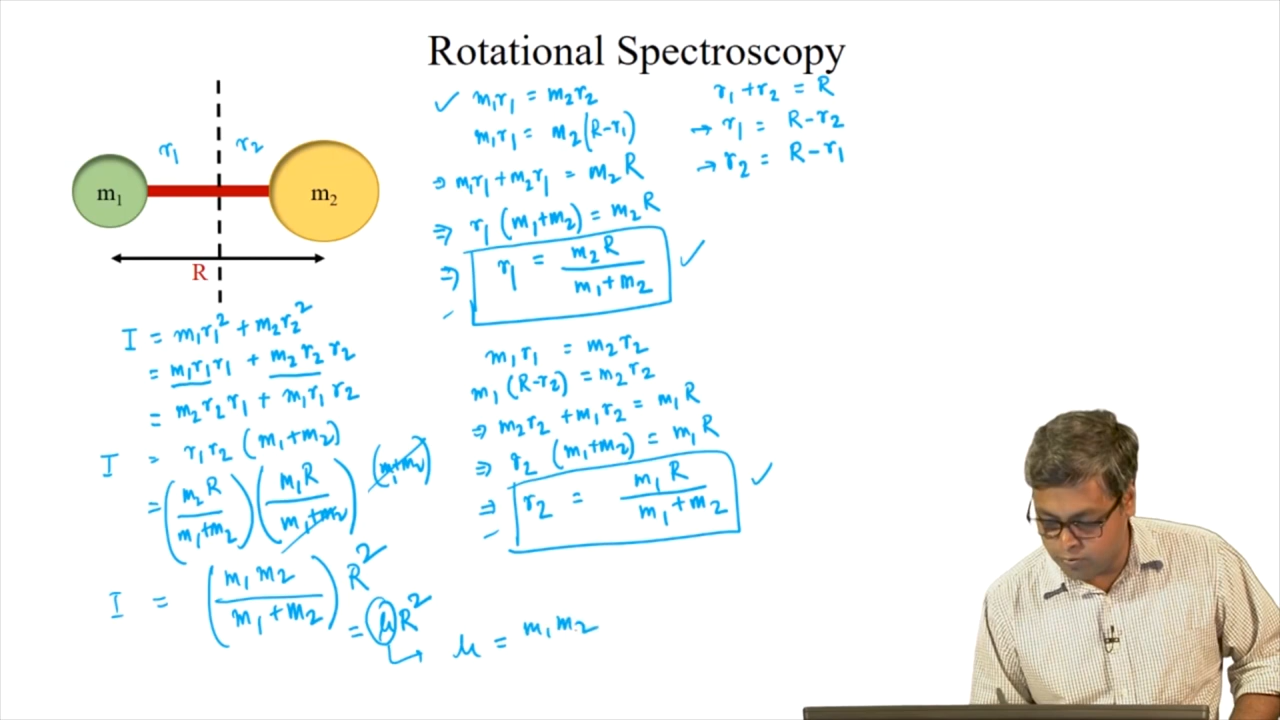 Rotational Spectroscopy
m₁r₁ = m₂r₂
m₁r₁ = m₂(R-r₁)
⇒ m₁r₁ + m₂r₁ = m₂R
⇒ r₁ (m₁+m₂) = m₂R
⇒ r₁ = m₂R / m₁+m₂
r₁+r₂ = R
→ r₁ = R-r₂
→ r₂ = R-r₁
r₁ r₂
m₁ m₂
R
I = m₁r₁² + m₂r₂²
= m₁r₁r₁ + m₂r₂r₂
= m₂r₂r₁ + m₁r₁r₂
I = r₁r₂ (m₁+m₂)
= (m₂R / m₁+m₂) (m₁R / m₁+m₂) (m₁+m₂)
I = (m₁m₂ / m₁+m₂) R²
= μR²
μ = m₁m₂
m₁r₁ = m₂r₂
m₁(R-r₂) = m₂r₂
⇒ m₂r₂ + m₁r₂ = m₁R
⇒ r₂ (m₁+m₂) = m₁R
⇒ r₂ = m₁R / m₁+m₂